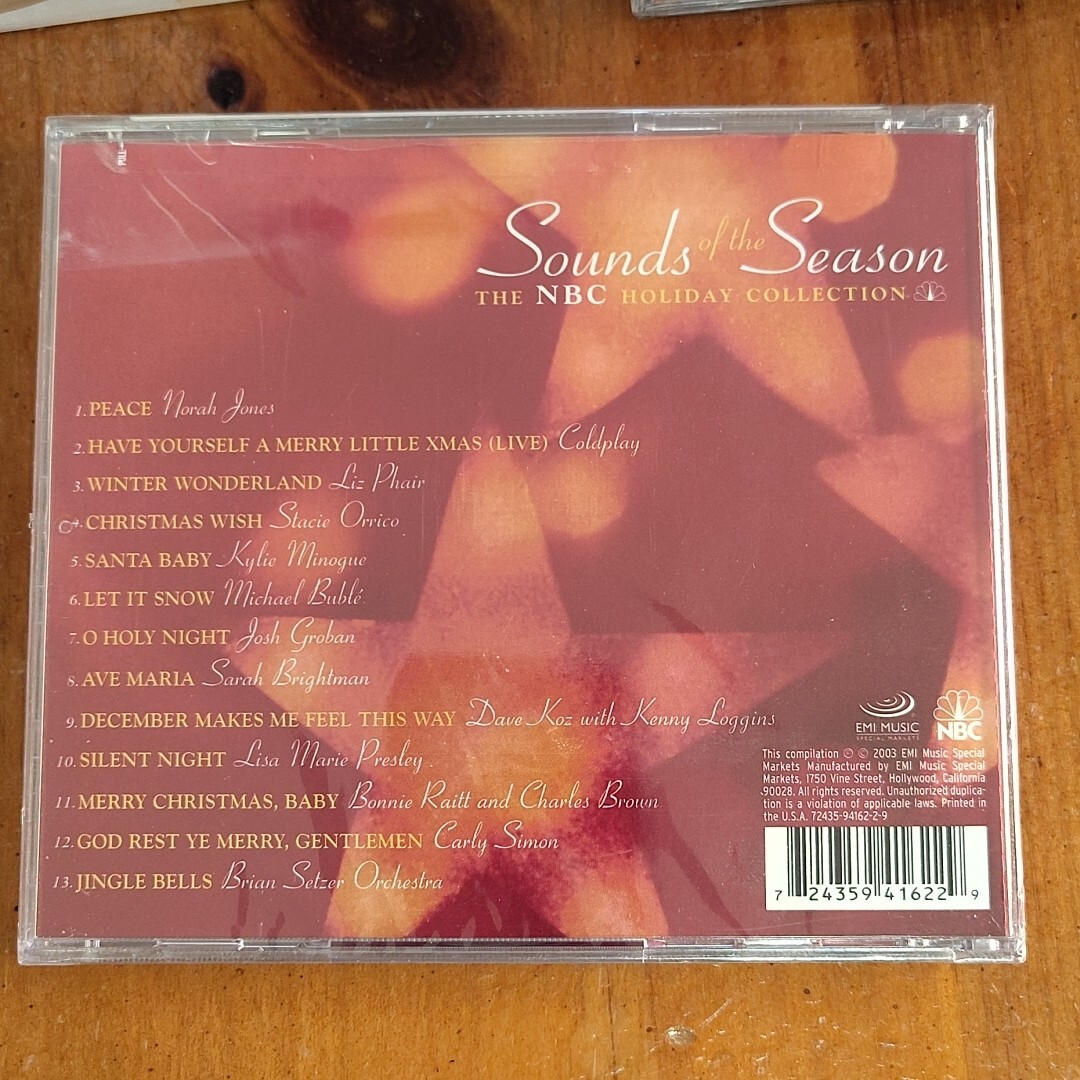 PULL
Sounds of the Season
THE NBC HOLIDAY COLLECTION
1. PEACE Norah Jones
2. HAVE YOURSELF A MERRY LITTLE XMAS (LIVE) Coldplay
3. WINTER WONDERLAND Liz Phair
4. CHRISTMAS WISH Stacie Orrico
5. SANTA BABY Kylie Minogue
6. LET IT SNOW Michael Bublé
7. O HOLY NIGHT Josh Groban
8. AVE MARIA Sarah Brightman
9. DECEMBER MAKES ME FEEL THIS WAY Dave Koz with Kenny Loggins
10. SILENT NIGHT Lisa Marie Presley
11. MERRY CHRISTMAS, BABY Bonnie Raitt and Charles Brown
12. GOD REST YE MERRY, GENTLEMEN Carly Simon
13. JINGLE BELLS Brian Setzer Orchestra
EMI MUSIC
SPECIAL MARKETS
NBC
This compilation ℗ © 2003 EMI Music Special
Markets Manufactured by EMI Music Special
Markets, 1750 Vine Street, Hollywood, California
90028. All rights reserved. Unauthorized duplica-
tion is a violation of applicable laws. Printed in
the U.S.A. 72435-94162-2-9
7 24359 41622 9